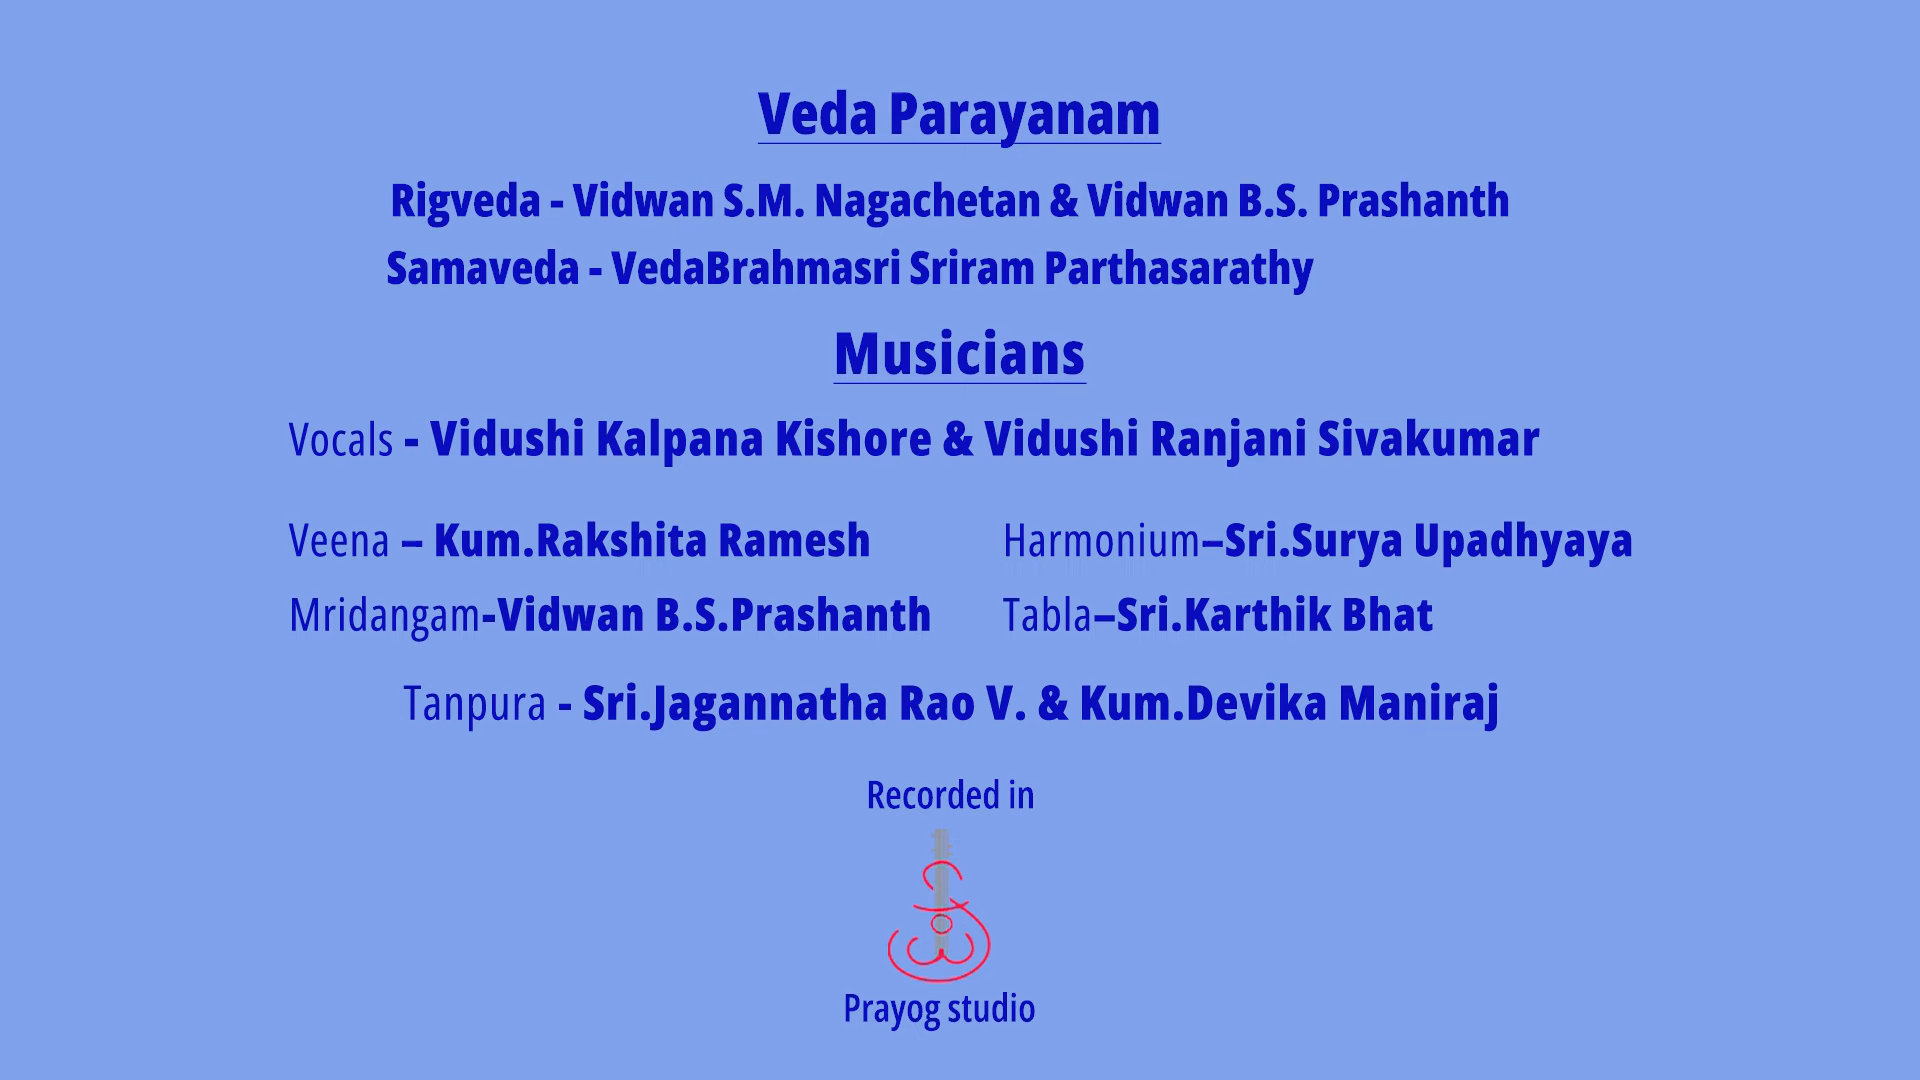 Veda Parayanam
Rigveda - Vidwan S.M. Nagachetan & Vidwan B.S. Prashanth
Samaveda - VedaBrahmasri Sriram Parthasarathy
Musicians
Vocals - Vidushi Kalpana Kishore & Vidushi Ranjani Sivakumar
Veena – Kum.Rakshita Ramesh
Harmonium–Sri.Surya Upadhyaya
Mridangam-Vidwan B.S.Prashanth
Tabla–Sri.Karthik Bhat
Tanpura - Sri.Jagannatha Rao V. & Kum.Devika Maniraj
Recorded in
Prayog studio